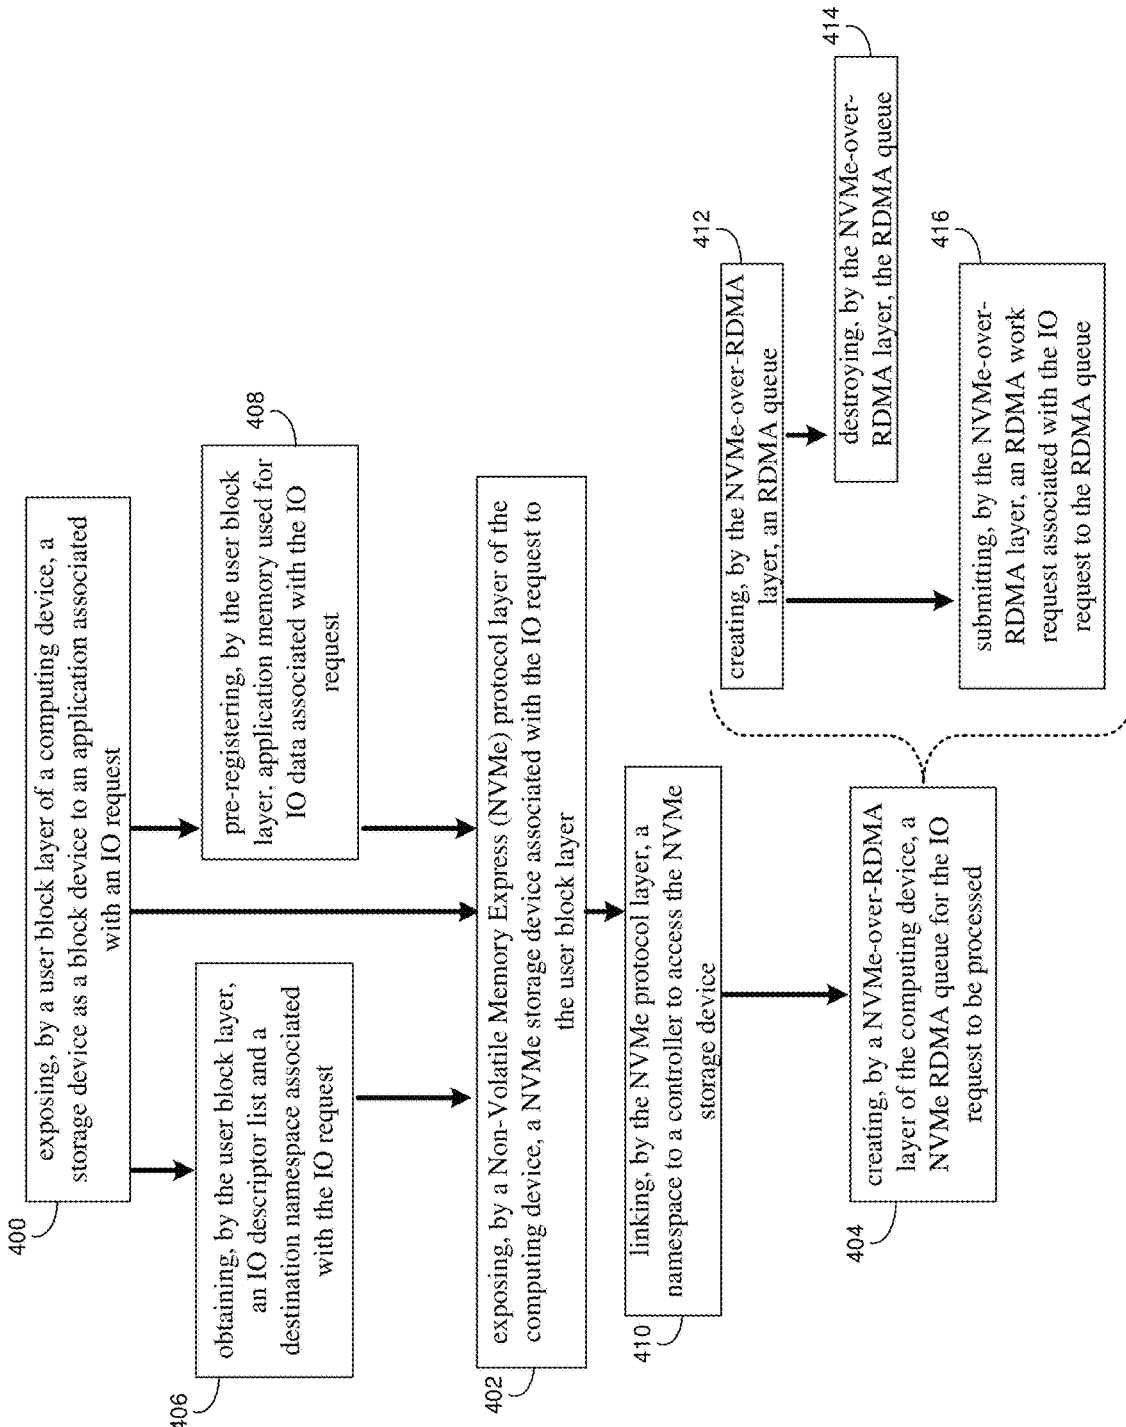 400
exposing, by a user block layer of a computing device, a
storage device as a block device to an application associated
with an IO request
406
obtaining, by the user block layer,
an IO descriptor list and a
destination namespace associated
with the IO request
408
pre-registering, by the user block
layer, application memory used for
IO data associated with the IO
request
402
exposing, by a Non-Volatile Memory Express (NVMe) protocol layer of the
computing device, a NVMe storage device associated with the IO request to
the user block layer
410
linking, by the NVMe protocol layer, a
namespace to a controller to access the NVMe
storage device
404
creating, by a NVMe-over-RDMA
layer of the computing device, a
NVMe RDMA queue for the IO
request to be processed
412
creating, by the NVMe-over-RDMA
layer, an RDMA queue
414
destroying, by the NVMe-over-
RDMA layer, the RDMA queue
416
submitting, by the NVMe-over-
RDMA layer, an RDMA work
request associated with the IO
request to the RDMA queue